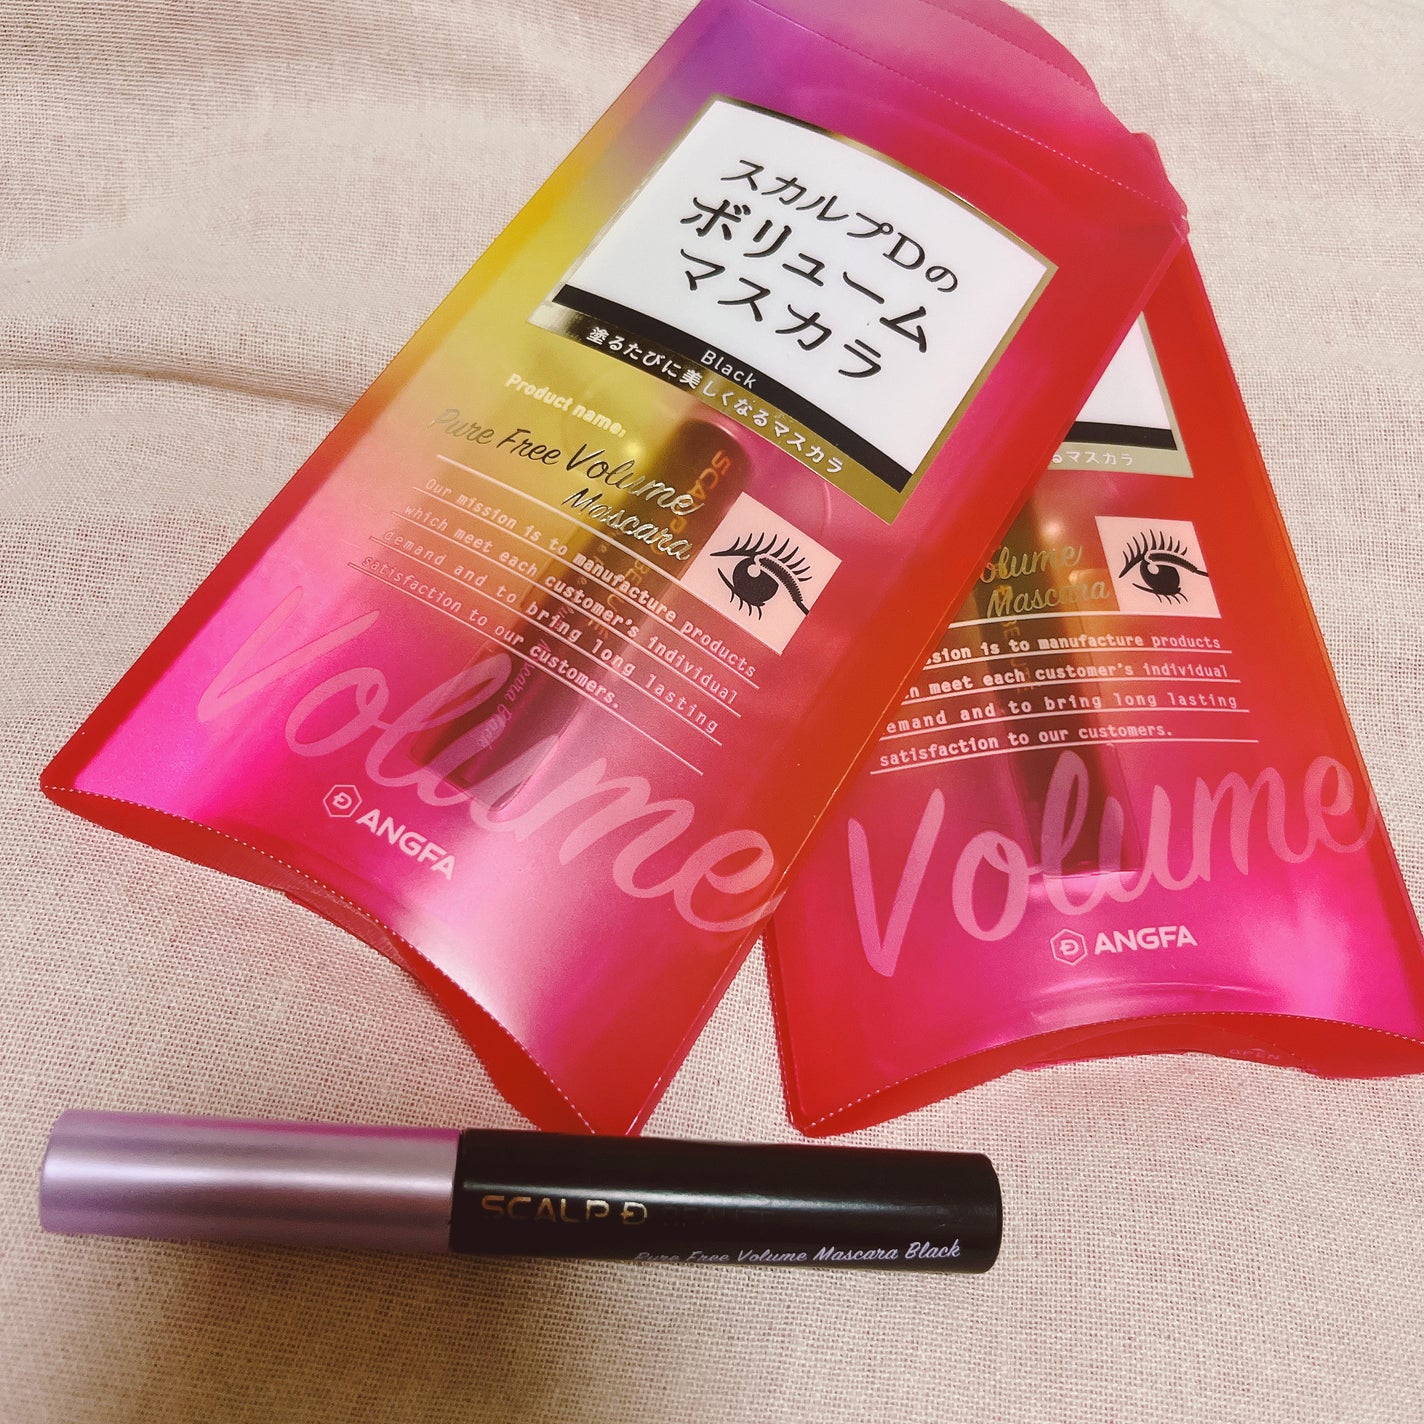 スカルプDの
ボリューム
マスカラ
Black
塗るたびに美しくなるマスカラ
Product name:
Pure Free Volume
Mascara
Our mission is to manufacture products
which meet each customer's individual
demand and to bring long lasting
satisfaction to our customers.
Volume
ANGFA
るマスカラ
Volume
Mascara
is to manufacture products
meet each customer's individual
demand and to bring long lasting
satisfaction to our customers.
Volume
ANGFA
OPEN
SCALP D
Pure Free Volume Mascara Black